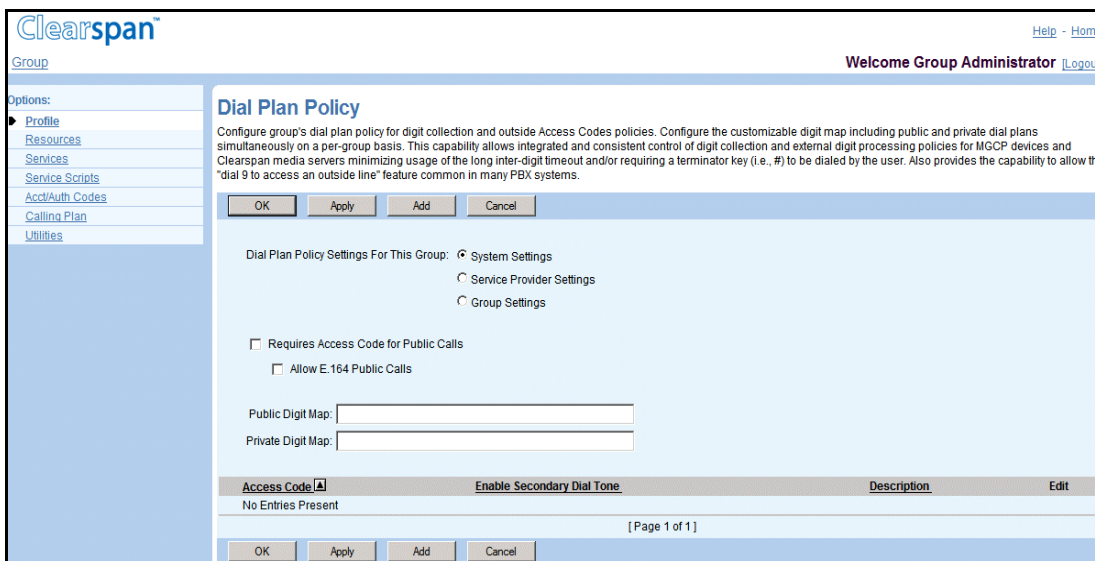 Clearspan™
Help - Hom
Group
Welcome Group Administrator [Logou
Options:
Profile
Resources
Services
Service Scripts
Acct/Auth Codes
Calling Plan
Utilities
Dial Plan Policy
Configure group's dial plan policy for digit collection and outside Access Codes policies. Configure the customizable digit map including public and private dial plans
simultaneously on a per-group basis. This capability allows integrated and consistent control of digit collection and external digit processing policies for MGCP devices and
Clearspan media servers minimizing usage of the long inter-digit timeout and/or requiring a terminator key (i.e., #) to be dialed by the user. Also provides the capability to allow th
"dial 9 to access an outside line" feature common in many PBX systems.
OK Apply Add Cancel
Dial Plan Policy Settings For This Group: System Settings
Service Provider Settings
Group Settings
Requires Access Code for Public Calls
Allow E.164 Public Calls
Public Digit Map:
Private Digit Map:
Access Code Enable Secondary Dial Tone Description Edit
No Entries Present
[ Page 1 of 1 ]
OK Apply Add Cancel